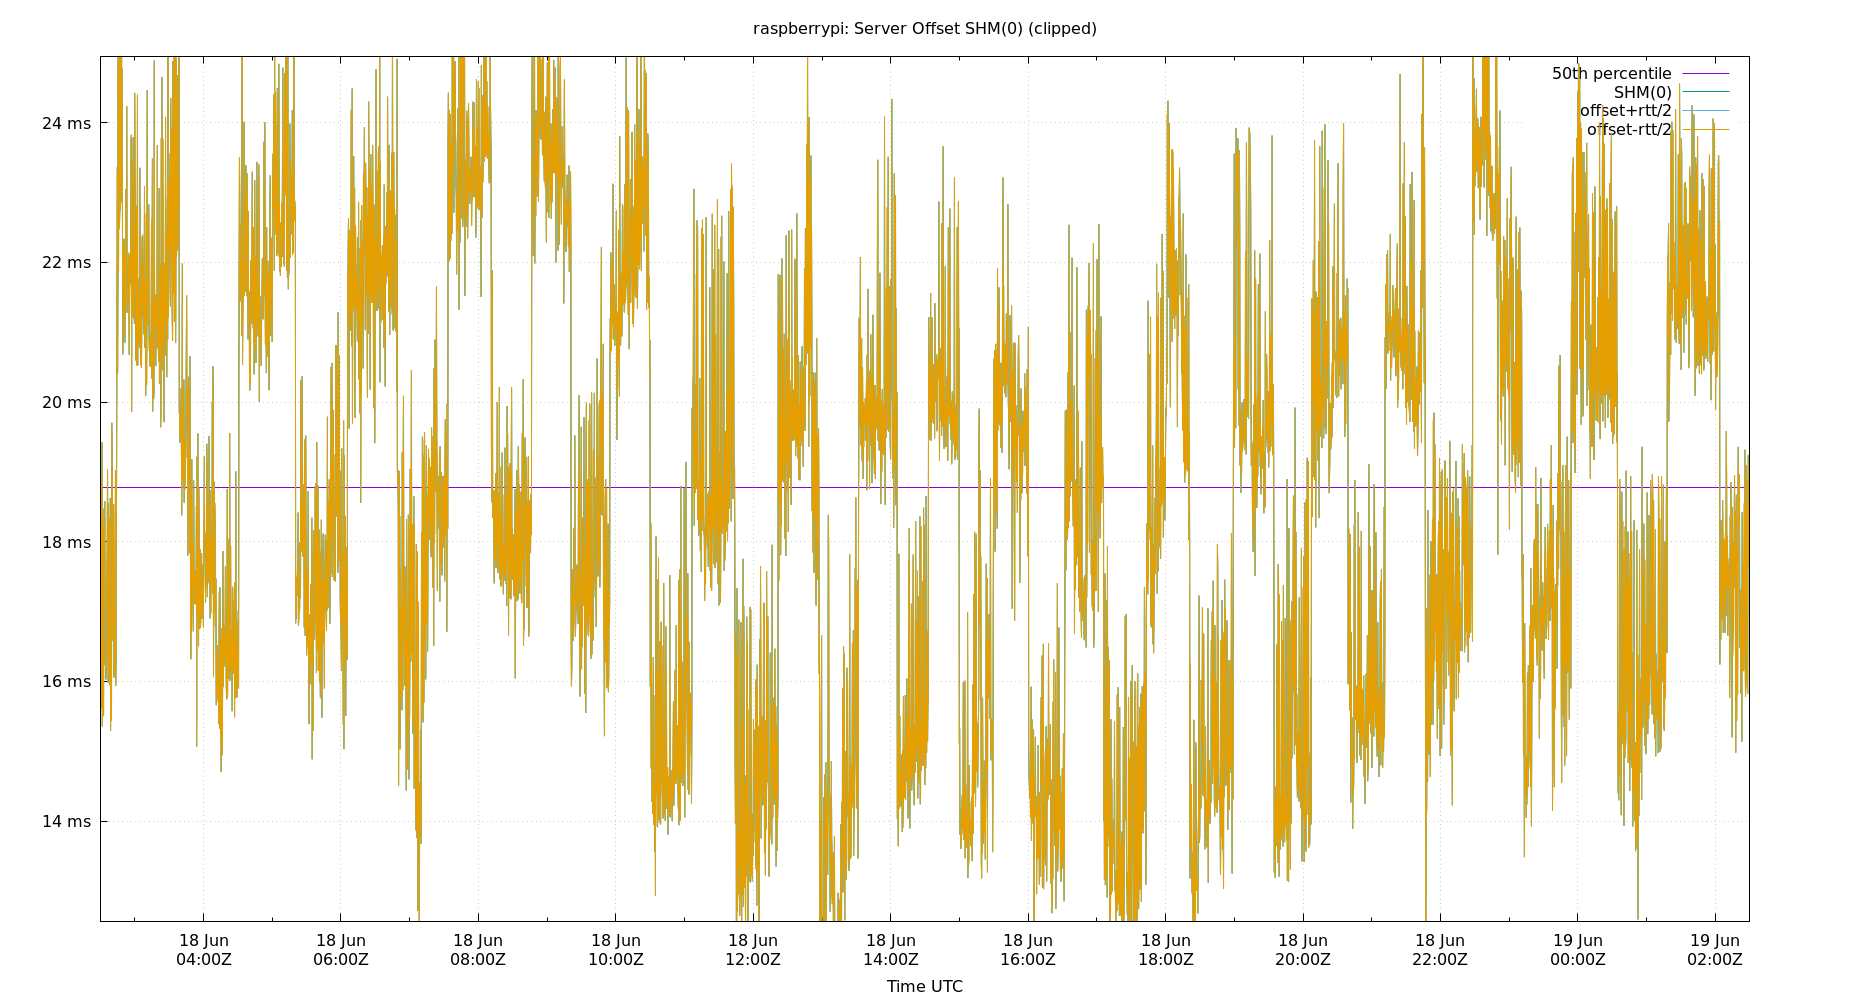 raspberrypi: Server Offset SHM(0) (clipped)
50th percentile
SHM(0)
offset+rtt/2
offset-rtt/2
24 ms
22 ms
20 ms
18 ms
16 ms
14 ms
18 Jun 18 Jun 18 Jun 18 Jun 18 Jun 18 Jun 18 Jun 18 Jun 18 Jun 18 Jun 19 Jun 19 Jun
04:00Z 06:00Z 08:00Z 10:00Z 12:00Z 14:00Z 16:00Z 18:00Z 20:00Z 22:00Z 00:00Z 02:00Z
Time UTC